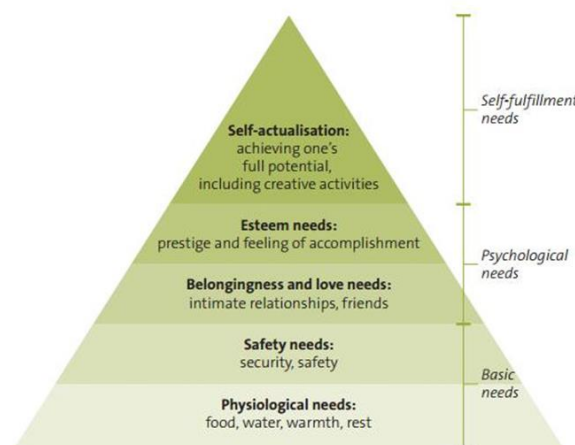 Self-actualisation:
achieving one's
full potential,
including creative activities
Self-fulfillment
needs
Esteem needs:
prestige and feeling of accomplishment
Belongingness and love needs:
intimate relationships, friends
Psychological
needs
Safety needs:
security, safety
Physiological needs:
food, water, warmth, rest
Basic
needs